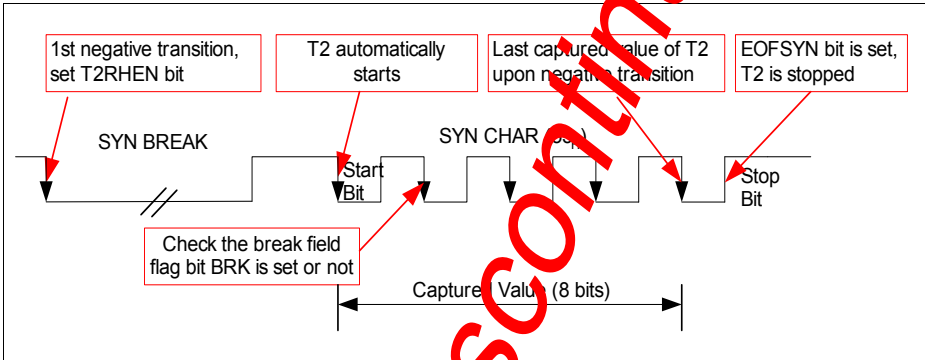 1st negative transition,
set T2RHEN bit
T2 automatically
starts
Last captured value of T2
upon negative transition
EOFSYN bit is set,
T2 is stopped
SYN BREAK
SYN CHAR
Start
Bit
Stop
Bit
Check the break field
flag bit BRK is set or not
Captured Value (8 bits)